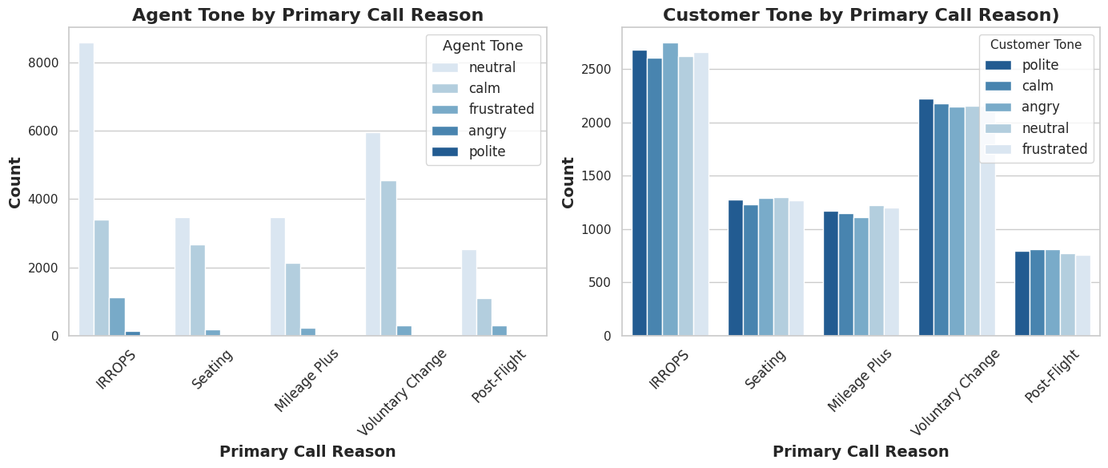 Agent Tone by Primary Call Reason
Count
8000
6000
4000
2000
0
Agent Tone
neutral
calm
frustrated
angry
polite
IRROPS
Seating
Mileage Plus
Voluntary Change
Post-Flight
Primary Call Reason
Customer Tone by Primary Call Reason)
Count
2500
2000
1500
1000
500
0
Customer Tone
polite
calm
angry
neutral
frustrated
IRROPS
Seating
Mileage Plus
Voluntary Change
Post-Flight
Primary Call Reason